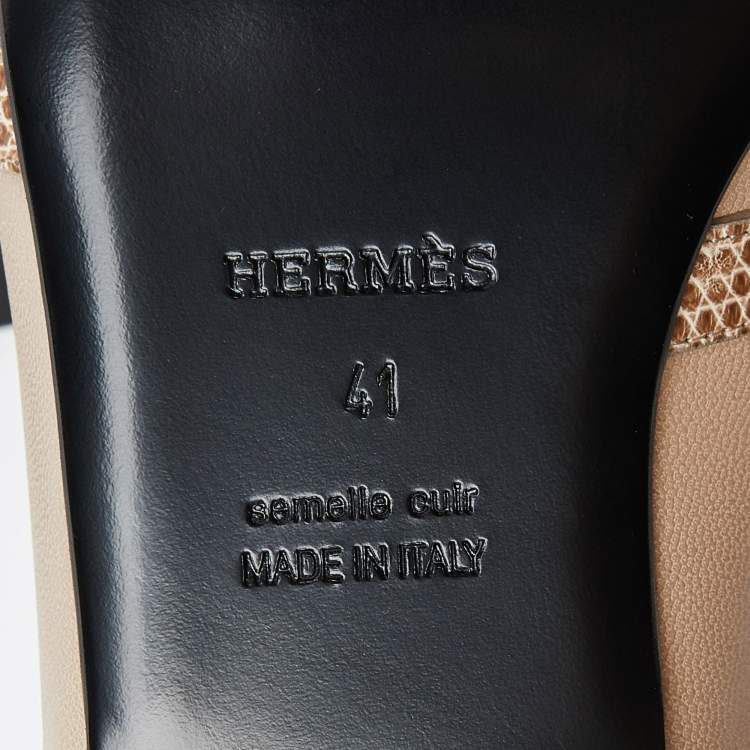 HERMÈS
41
semelle cuir
MADE IN ITALY